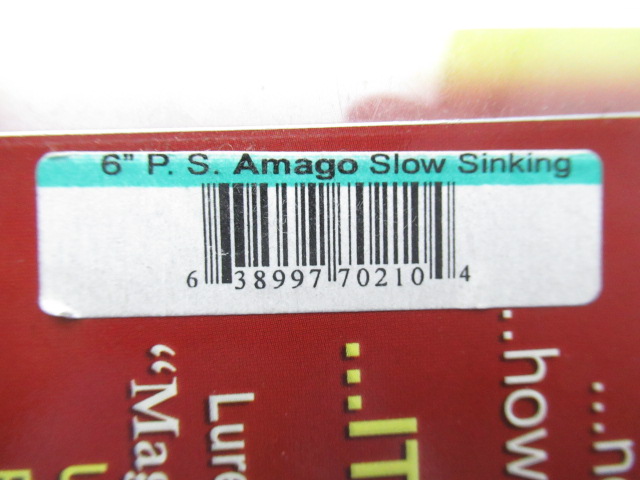 6” P. S. Amago Slow Sinking
6 38997 70210 4
...IT
...how
Lure
“Mag